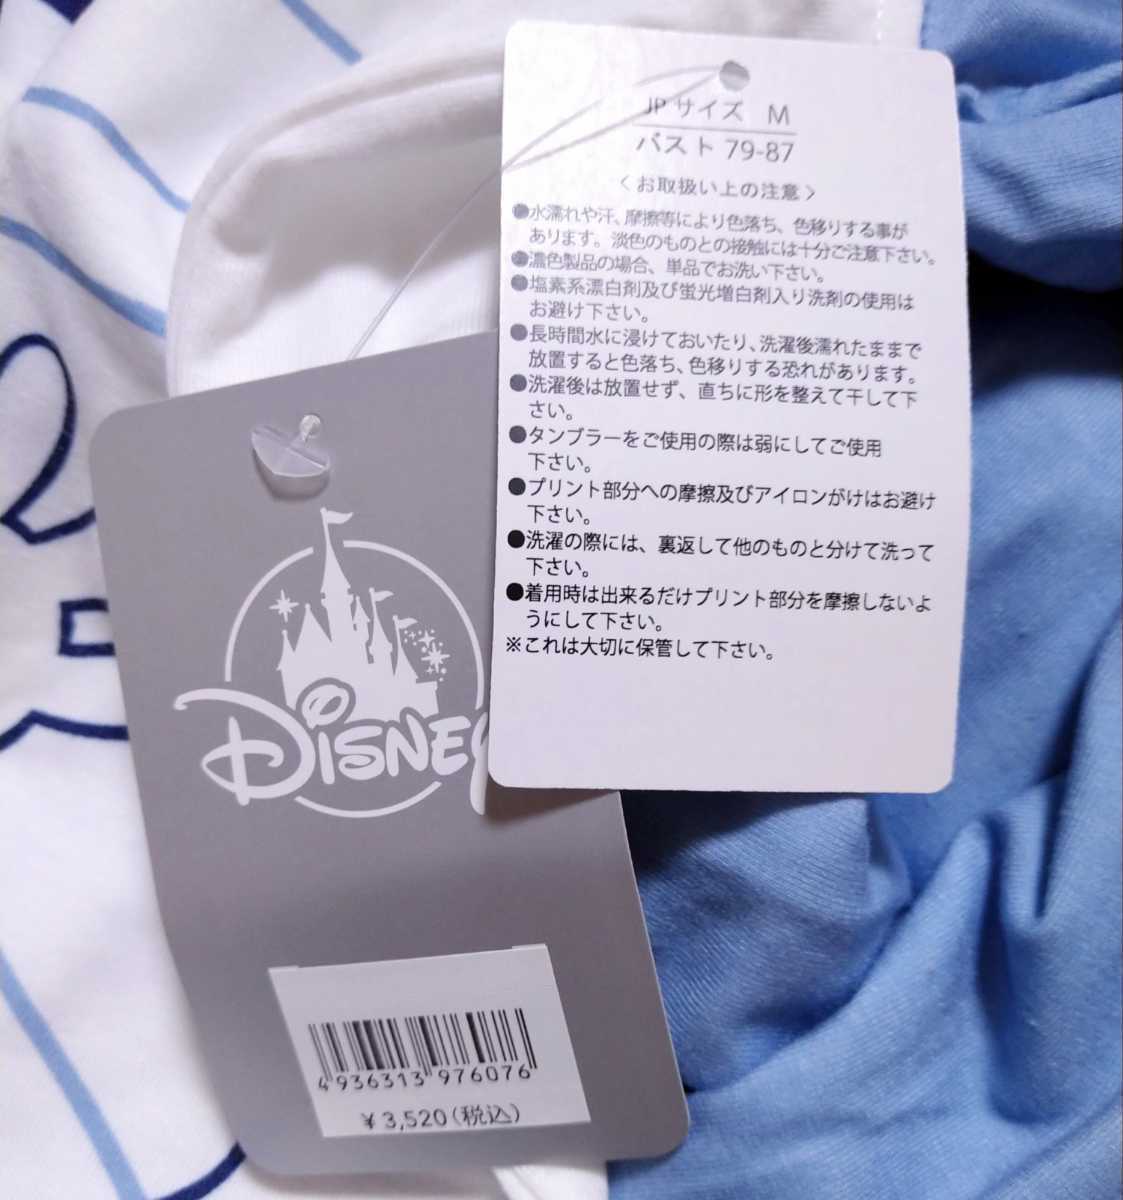 JP サイズ M
バスト 79-87
〈お取扱い上の注意〉
●水濡れや汗、摩擦等により色落ち、色移りする事が
あります。淡色のものとの接触には十分ご注意下さい。
●濃色製品の場合、単品でお洗い下さい。
●塩素系漂白剤及び蛍光増白剤入り洗剤の使用は
お避け下さい。
●長時間水に浸けておいたり、洗濯後濡れたままで
放置すると色落ち、色移りする恐れがあります。
●洗濯後は放置せず、直ちに形を整えて干して下
さい。
●タンブラーをご使用の際は弱にしてご使用
下さい。
●プリント部分への摩擦及びアイロンがけはお避け
下さい。
●洗濯の際には、裏返して他のものと分けて洗って
下さい。
●着用時は出来るだけプリント部分を摩擦しないよ
うにして下さい。
※これは大切に保管して下さい。
DISNEY
4936313976076
¥3,520(税込)